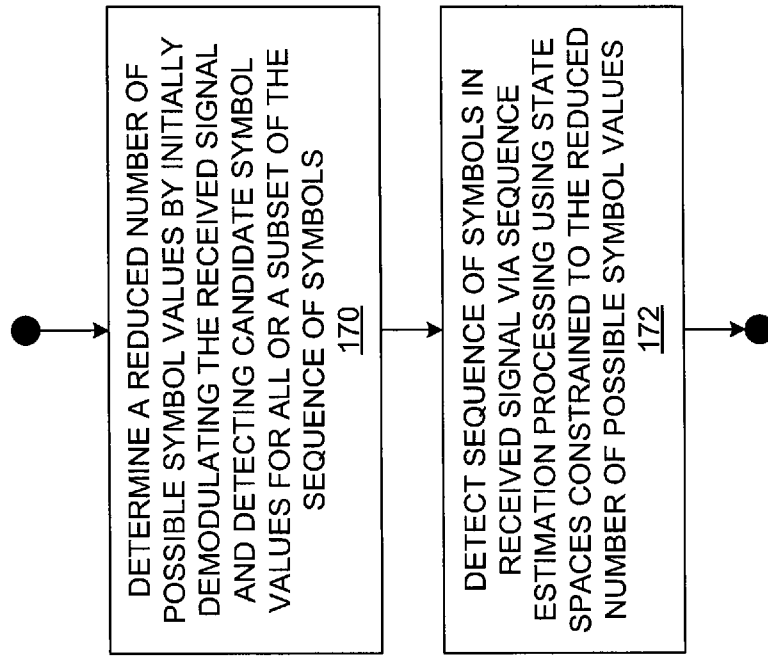 DETERMINE A REDUCED NUMBER OF
POSSIBLE SYMBOL VALUES BY INITIALLY
DEMODULATING THE RECEIVED SIGNAL
AND DETECTING CANDIDATE SYMBOL
VALUES FOR ALL OR A SUBSET OF THE
SEQUENCE OF SYMBOLS
170
DETECT SEQUENCE OF SYMBOLS IN
RECEIVED SIGNAL VIA SEQUENCE
ESTIMATION PROCESSING USING STATE
SPACES CONSTRAINED TO THE REDUCED
NUMBER OF POSSIBLE SYMBOL VALUES
172